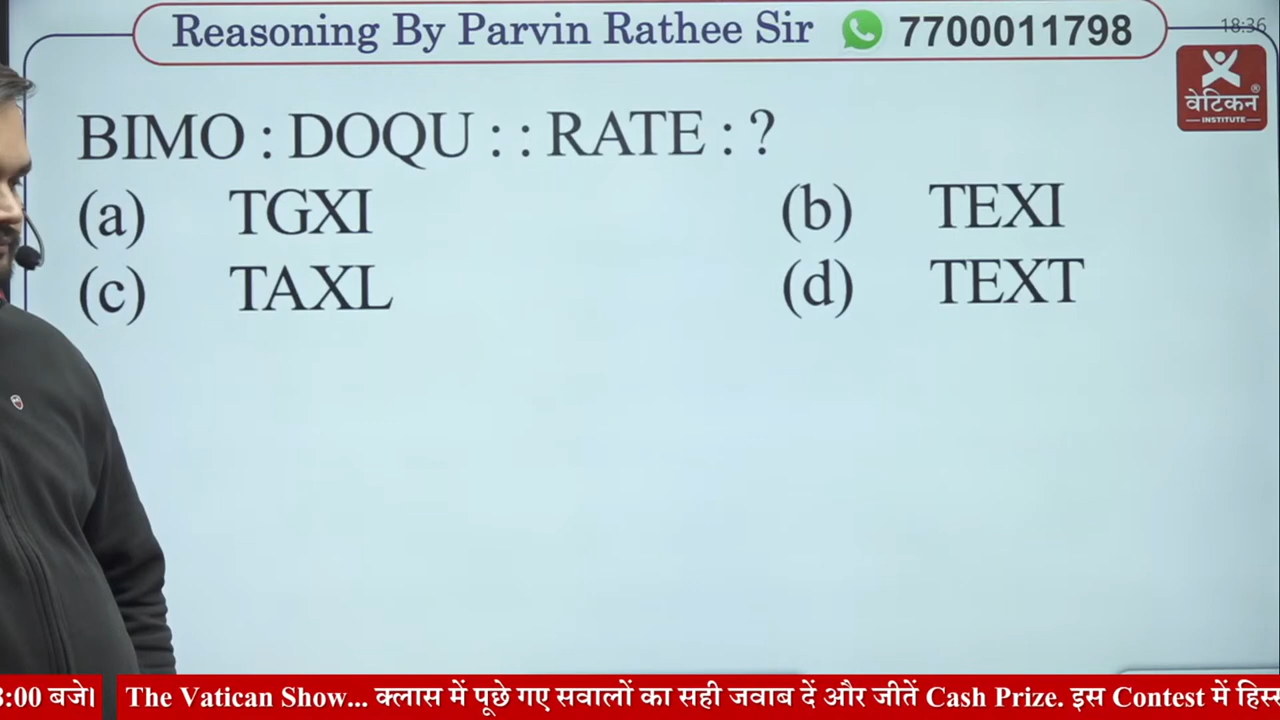 Reasoning By Parvin Rathee Sir 7700011798
18:36
वेटिकन®
INSTITUTE
BIMO : DOQU : : RATE : ?
(a) TGXI (b) TEXI
(c) TAXL (d) TEXT
:00 बजे। The Vatican Show... क्लास में पूछे गए सवालों का सही जवाब दें और जीतें Cash Prize. इस Contest में